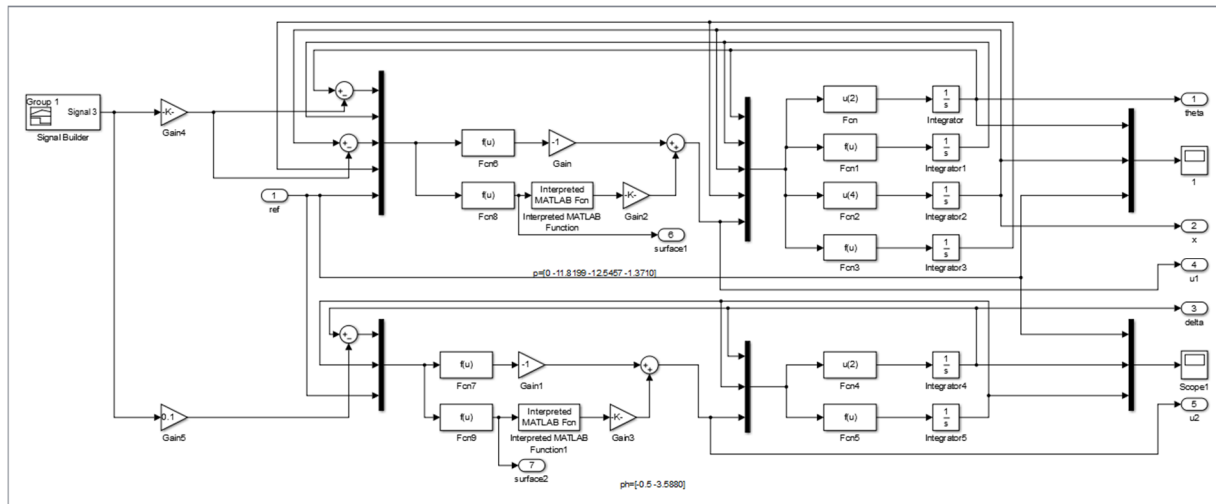 Group 1
Signal 3
Signal Builder
-K-
Gain4
1
ref
0.1
Gain5
f(u)
Fcn6
-1
Gain
f(u)
Fcn8
Interpreted
MATLAB Fcn
Interpreted MATLAB
Function
-K-
Gain2
6
surface1
p=[0 -11.8199 -12.5457 -1.3710]
u(2)
Fcn
1
s
Integrator
f(u)
Fcn1
1
s
Integrator1
u(4)
Fcn2
1
s
Integrator2
f(u)
Fcn3
1
s
Integrator3
1
theta
1
2
x
4
u1
3
delta
f(u)
Fcn7
-1
Gain1
f(u)
Fcn9
Interpreted
MATLAB Fcn
Interpreted MATLAB
Function1
-K-
Gain3
7
surface2
u(2)
Fcn4
1
s
Integrator4
f(u)
Fcn5
1
s
Integrator5
Scope1
5
u2
ph=[-0.5 -3.5880]